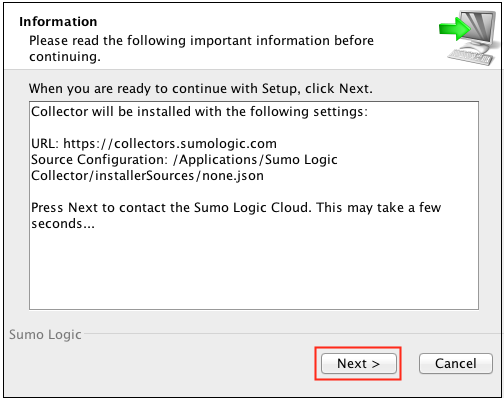 Information
Please read the following important information before
continuing.
When you are ready to continue with Setup, click Next.
Collector will be installed with the following settings:
URL: https://collectors.sumologic.com
Source Configuration: /Applications/Sumo Logic
Collector/installerSources/none.json
Press Next to contact the Sumo Logic Cloud. This may take a few
seconds...
Sumo Logic
Next >
Cancel